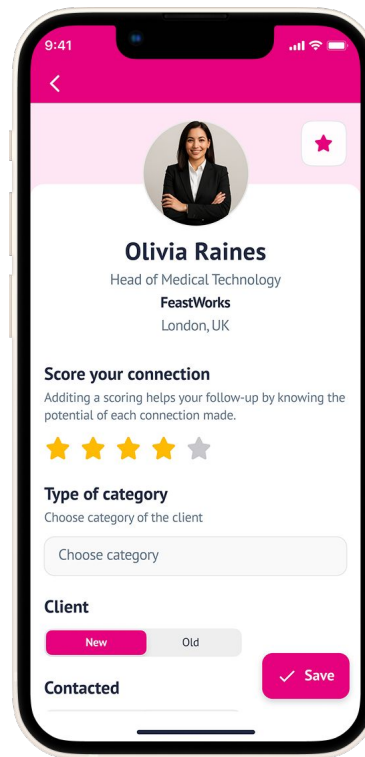 9:41
Olivia Raines
Head of Medical Technology
FeastWorks
London, UK
Score your connection
Additing a scoring helps your follow-up by knowing the
potential of each connection made.
Type of category
Choose category of the client
Choose category
Client
New Old
Save
Contacted